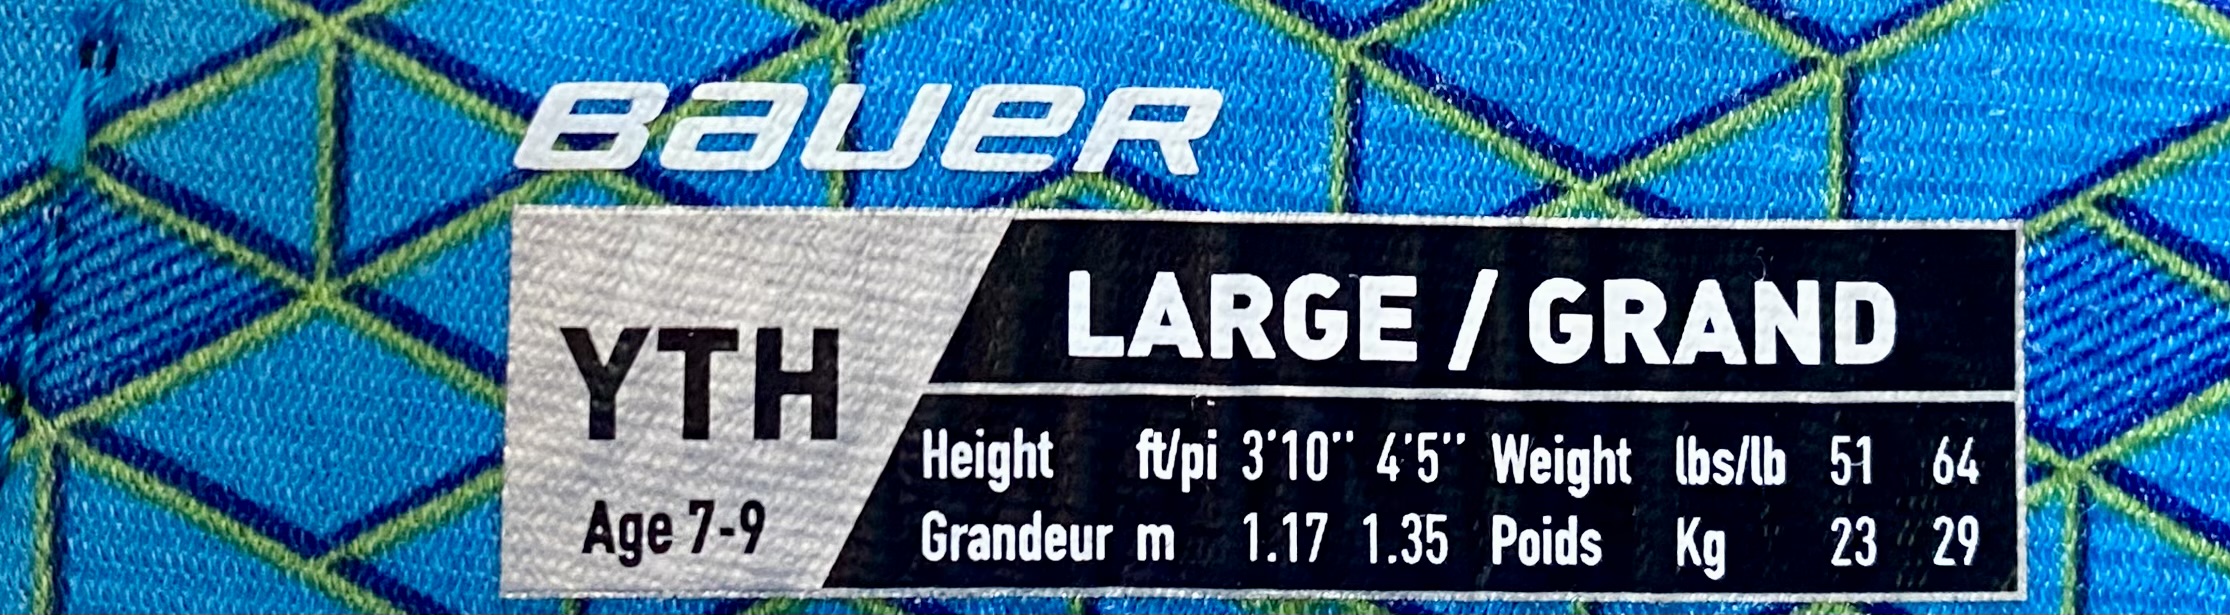 BAUER
YTH
Age 7-9
LARGE / GRAND
Height ft/pi 3'10'' 4'5'' Weight lbs/lb 51 64
Grandeur m 1.17 1.35 Poids Kg 23 29